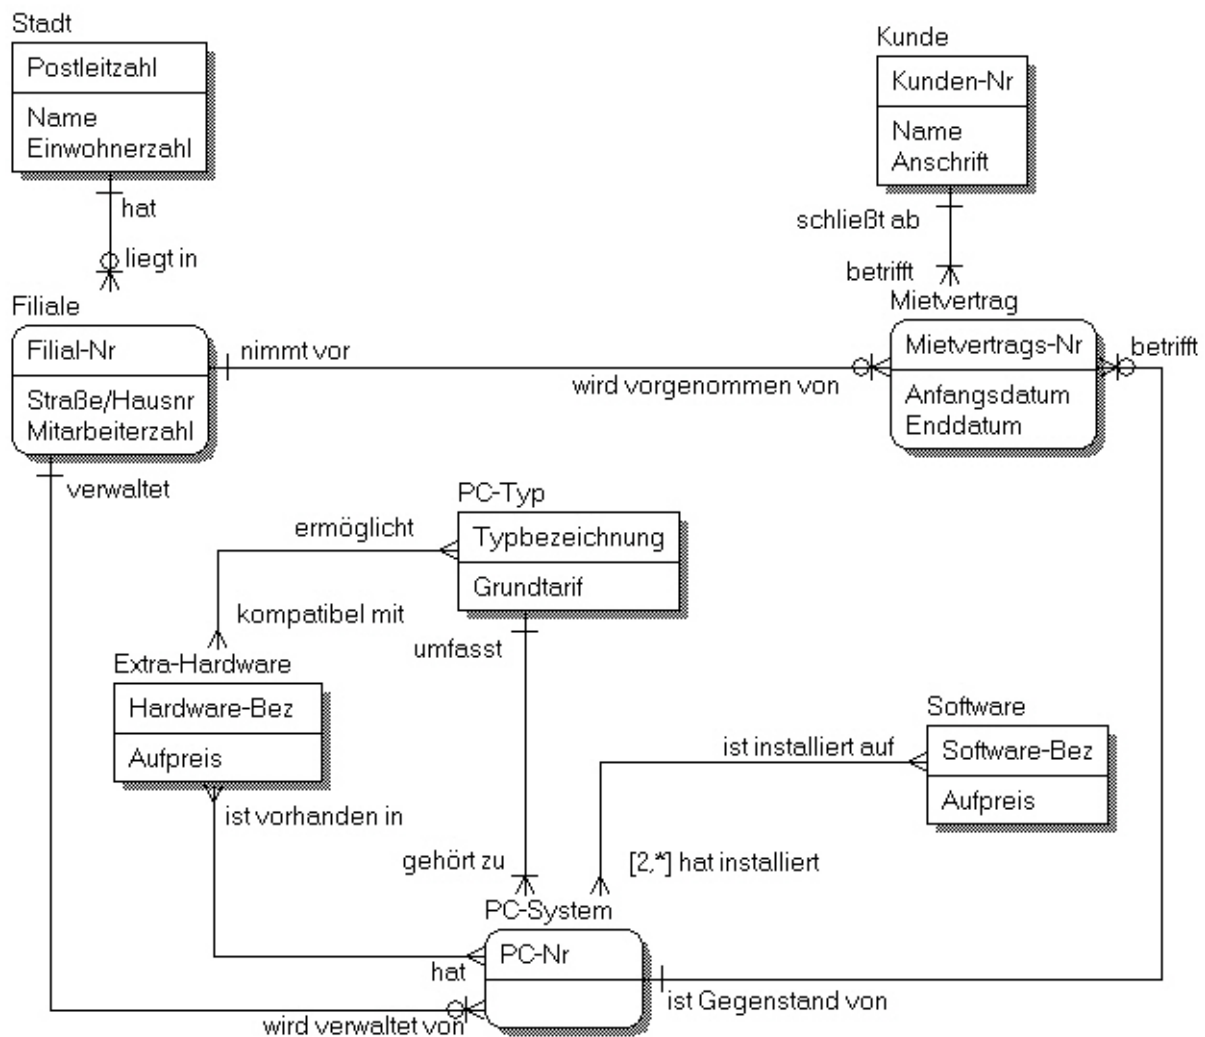 Stadt
Postleitzahl
Name
Einwohnerzahl
hat
liegt in
Kunde
Kunden-Nr
Name
Anschrift
schließt ab
betrifft
Filiale
Filial-Nr
Straße/Hausnr
Mitarbeiterzahl
nimmt vor
wird vorgenommen von
Mietvertrag
Mietvertrags-Nr
Anfangsdatum
Enddatum
betrifft
verwaltet
PC-Typ
Typbezeichnung
Grundtarif
ermöglicht
kompatibel mit
umfasst
Extra-Hardware
Hardware-Bez
Aufpreis
ist vorhanden in
Software
Software-Bez
Aufpreis
ist installiert auf
gehört zu
[2,*] hat installiert
PC-System
PC-Nr
hat
ist Gegenstand von
wird verwaltet von